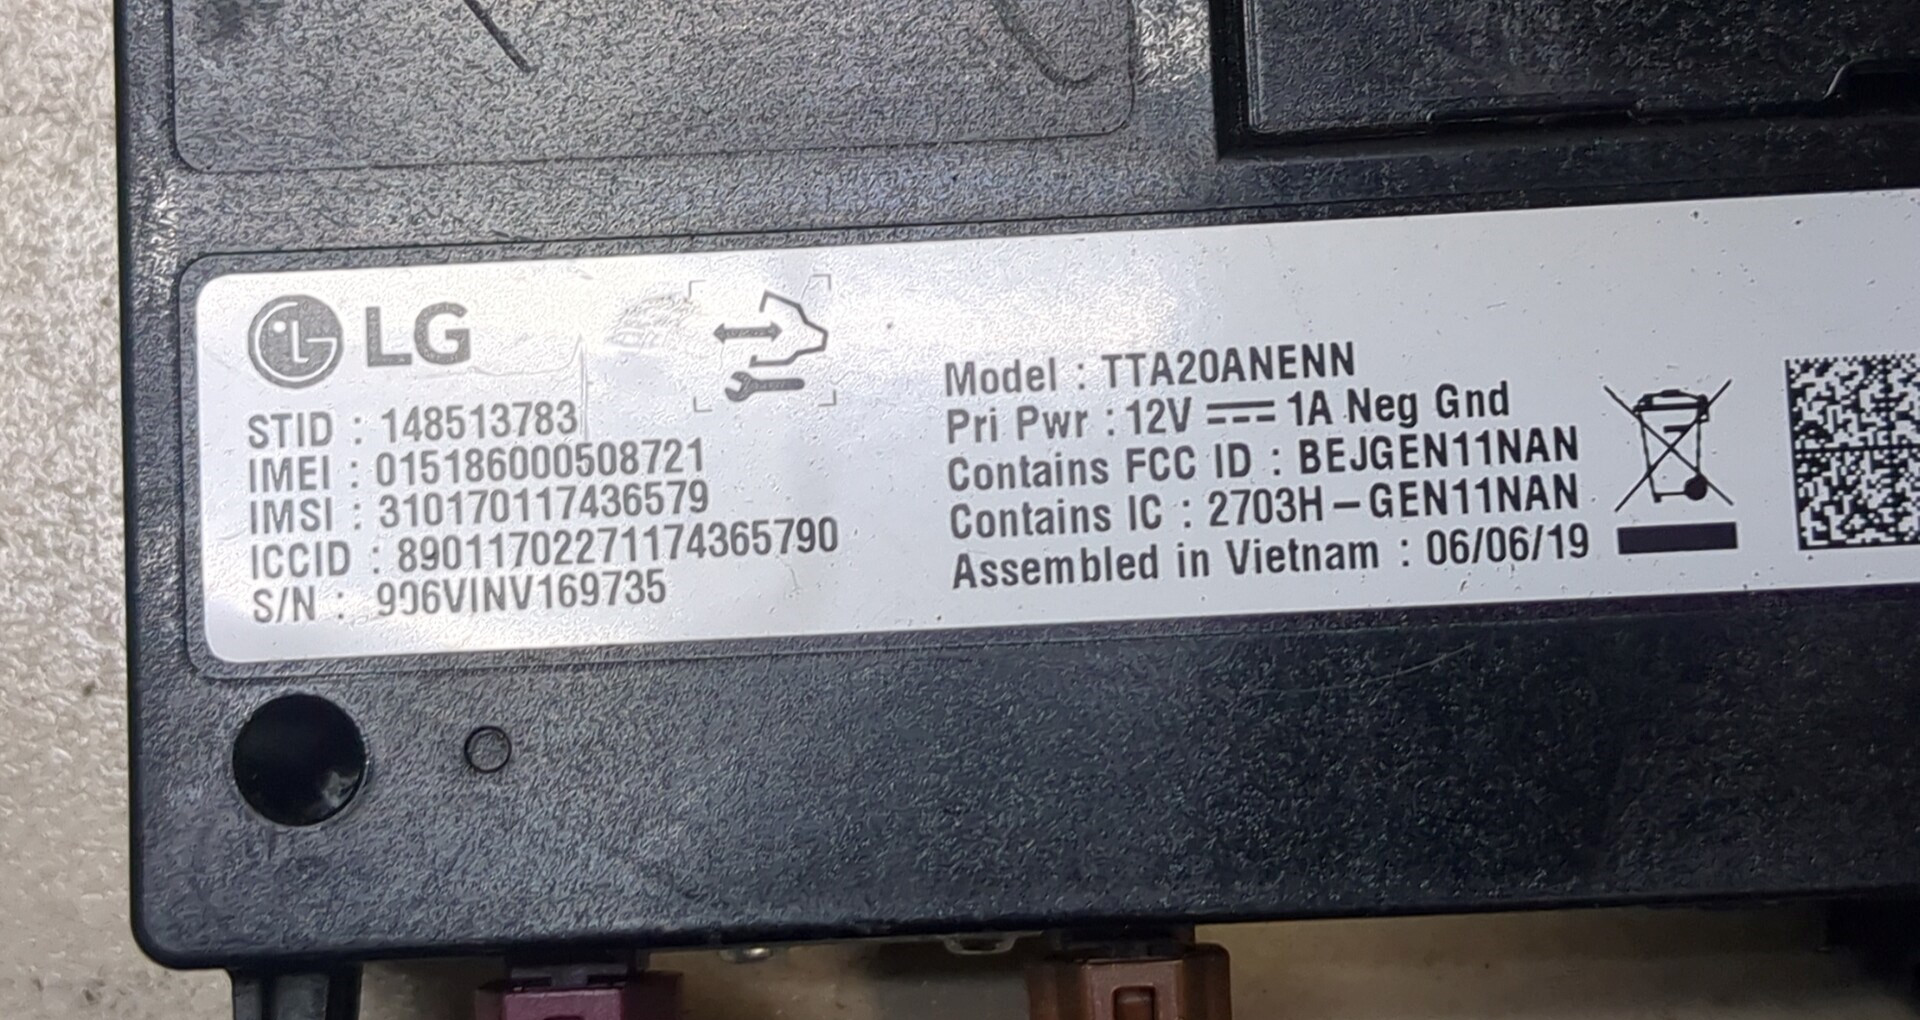 LG
STID : 148513783
IMEI : 015186000508721
IMSI : 310170117436579
ICCID : 89011702271174365790
S/N : 906VINV169735
Model : TTA20ANENN
Pri Pwr : 12V ⎓ 1A Neg Gnd
Contains FCC ID : BEJGEN11NAN
Contains IC : 2703H-GEN11NAN
Assembled in Vietnam : 06/06/19